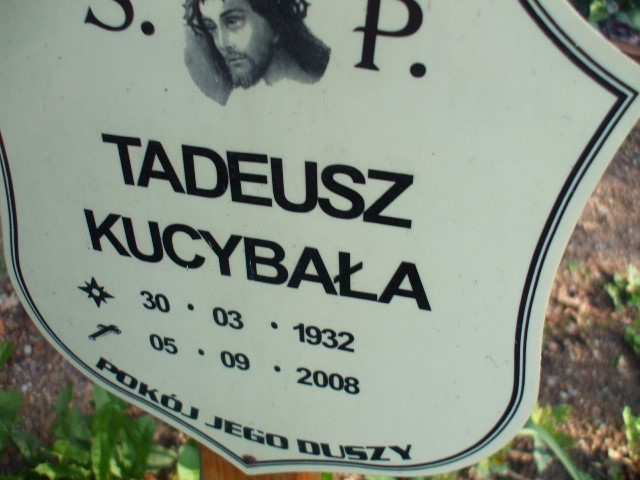 Ś. P.
TADEUSZ
KUCYBAŁA
30 · 03 · 1932
05 · 09 · 2008
POKÓJ JEGO DUSZY